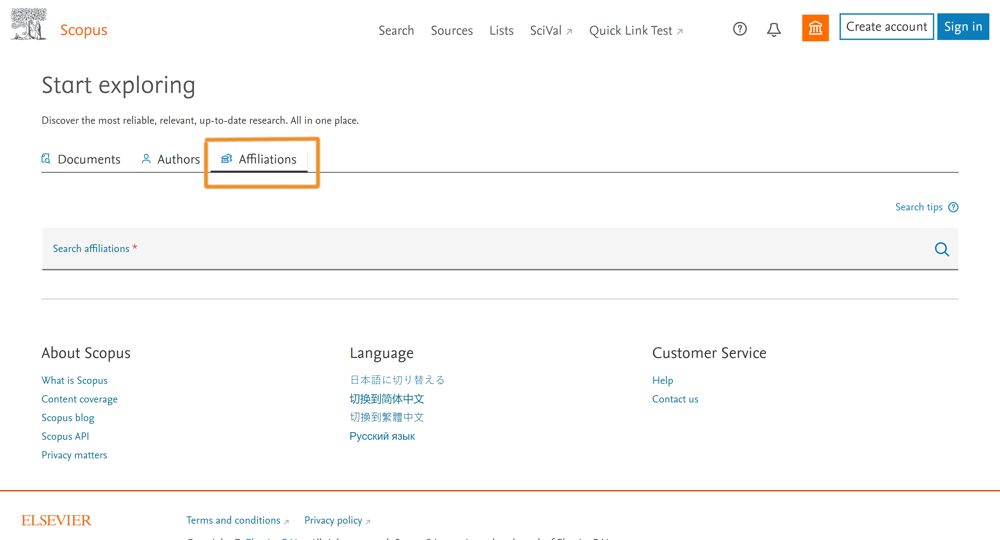 Scopus
Search Sources Lists SciVal Quick Link Test Create account Sign in
Start exploring
Discover the most reliable, relevant, up-to-date research. All in one place.
Documents Authors Affiliations
Search tips
Search affiliations *
About Scopus
What is Scopus
Content coverage
Scopus blog
Scopus API
Privacy matters
Language
日本語に切り替える
切换到简体中文
切換到繁體中文
Русский язык
Customer Service
Help
Contact us
ELSEVIER
Terms and conditions Privacy policy